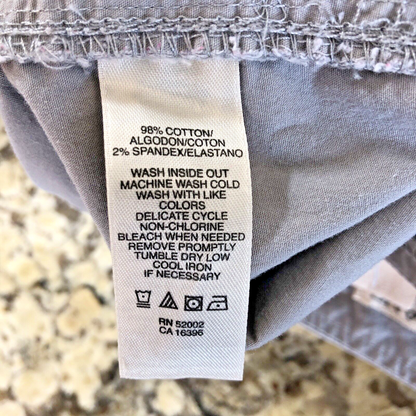 98% COTTON/
ALGODON/COTON
2% SPANDEX/ELASTANO
WASH INSIDE OUT
MACHINE WASH COLD
WASH WITH LIKE
COLORS
DELICATE CYCLE
NON-CHLORINE
BLEACH WHEN NEEDED
REMOVE PROMPTLY
TUMBLE DRY LOW
COOL IRON
IF NECESSARY
RN 52002
CA 16396